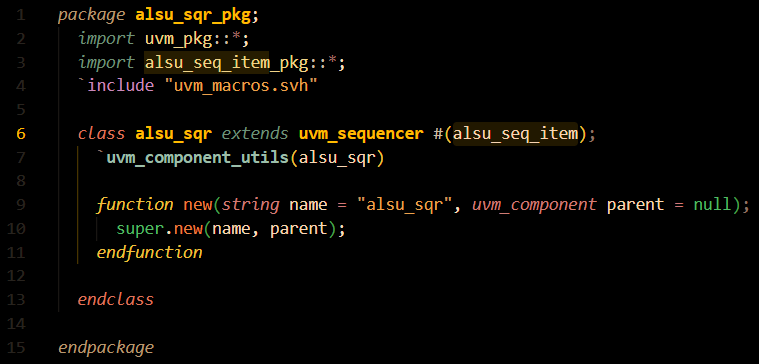 1 package alsu_sqr_pkg;
2 import uvm_pkg::*;
3 import alsu_seq_item_pkg::*;
4 `include "uvm_macros.svh"
5
6 class alsu_sqr extends uvm_sequencer #(alsu_seq_item);
7 `uvm_component_utils(alsu_sqr)
8
9 function new(string name = "alsu_sqr", uvm_component parent = null);
10 super.new(name, parent);
11 endfunction
12
13 endclass
14
15 endpackage